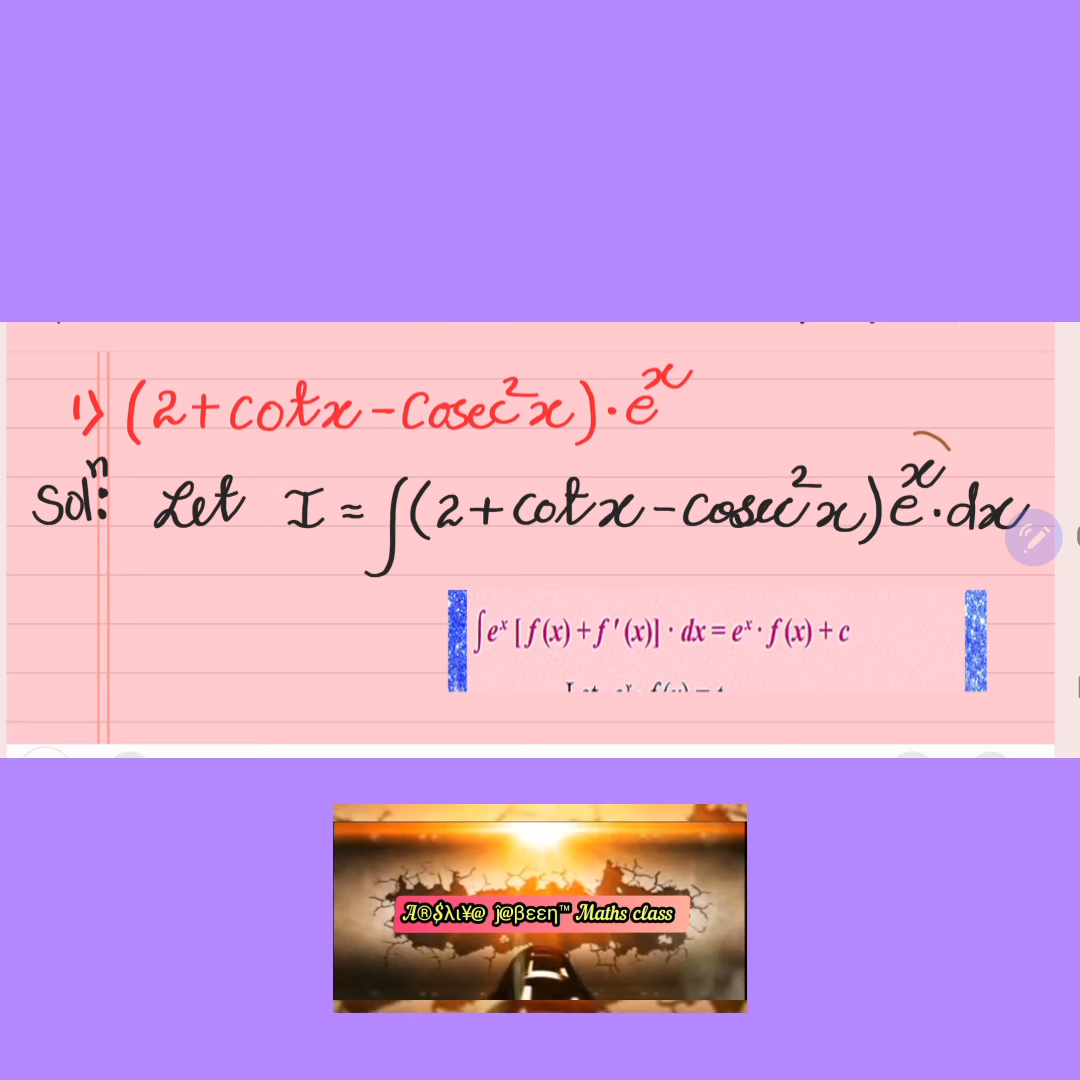 1) (2+cotx-cosec²x)·eˣ
Solⁿ: Let I = ∫(2+cotx-cosec²x)eˣ·dx
∫eˣ [f(x)+f'(x)]·dx=eˣ·f(x)+c
Ꭿ®$λι¥@ ĵ@βεεη™ Maths class